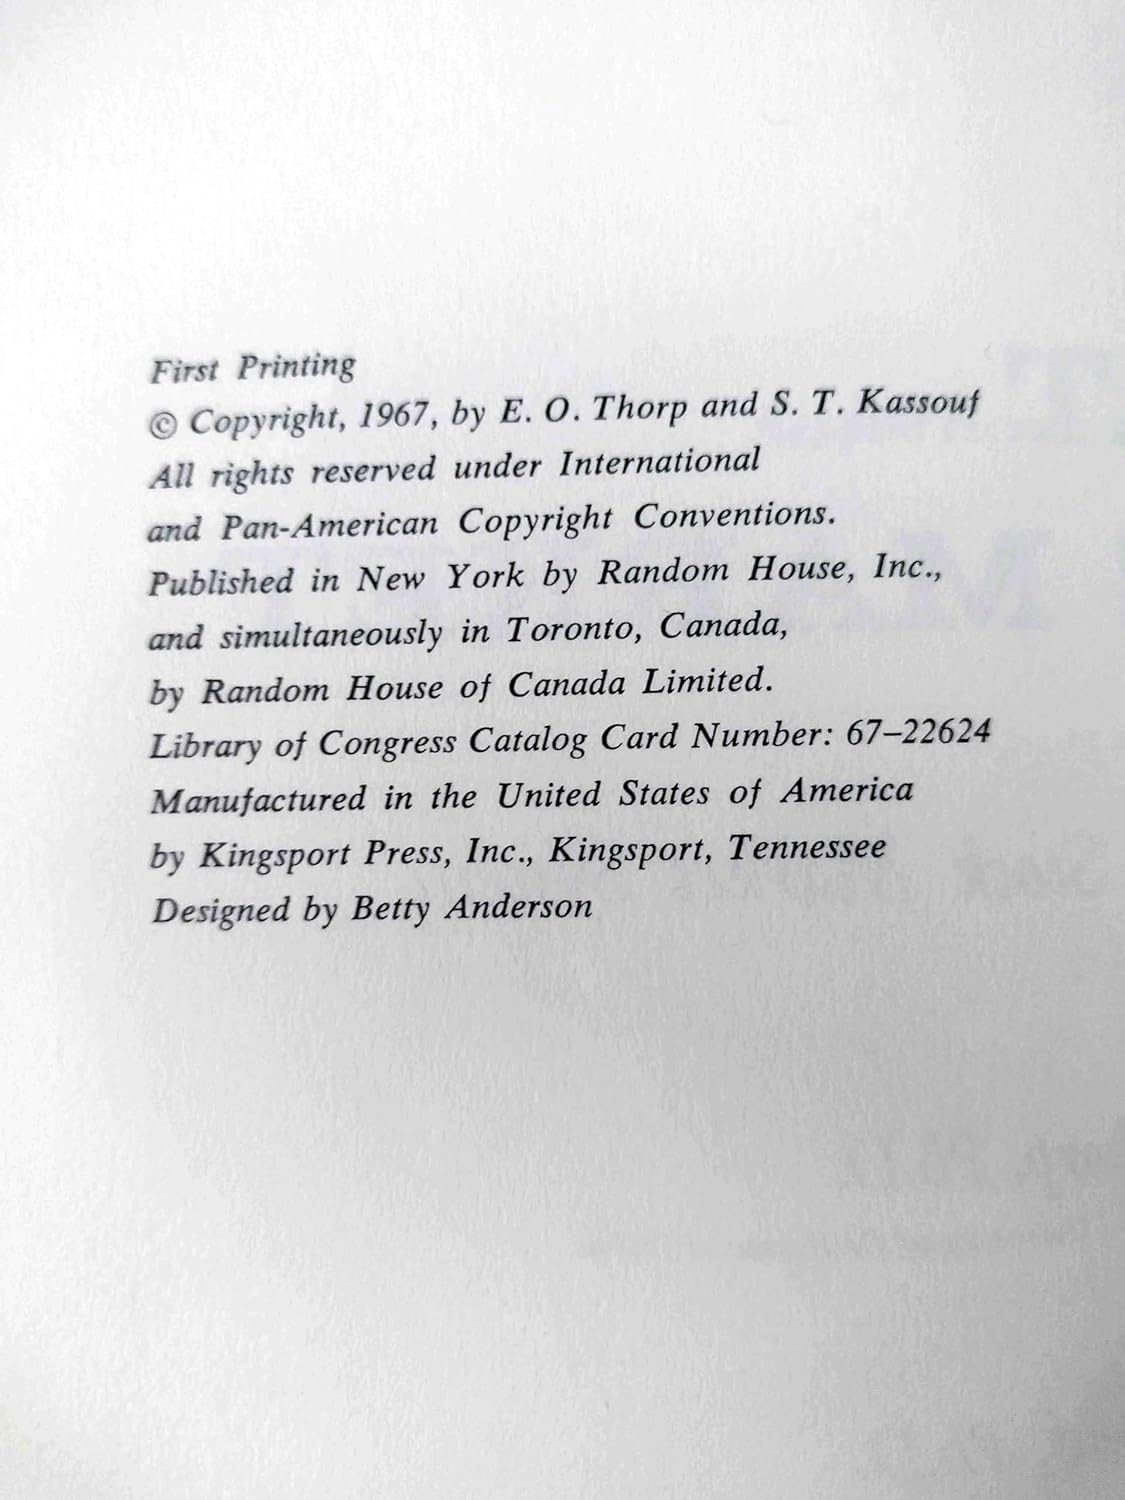 First Printing
© Copyright, 1967, by E. O. Thorp and S. T. Kassouf
All rights reserved under International
and Pan-American Copyright Conventions.
Published in New York by Random House, Inc.,
and simultaneously in Toronto, Canada,
by Random House of Canada Limited.
Library of Congress Catalog Card Number: 67–22624
Manufactured in the United States of America
by Kingsport Press, Inc., Kingsport, Tennessee
Designed by Betty Anderson